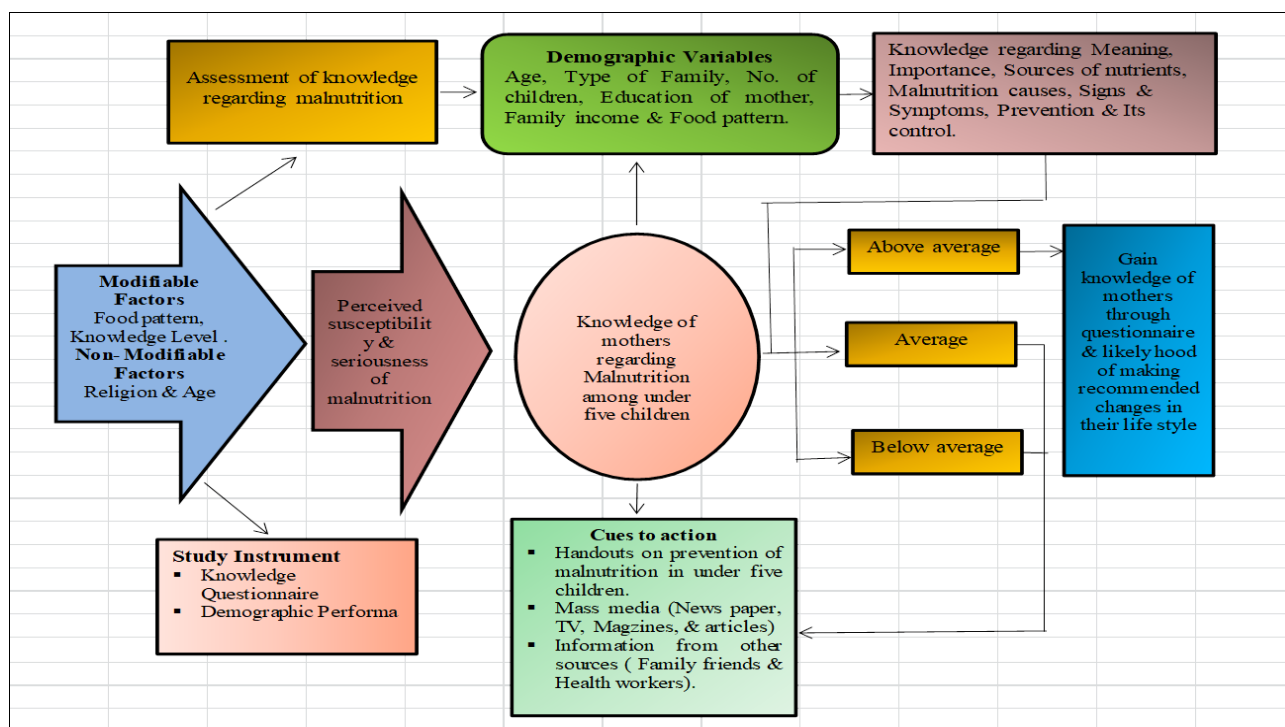 Assessment of knowledge
regarding malnutrition
Demographic Variables
Age, Type of Family, No. of
children, Education of mother,
Family income & Food pattern.
Knowledge regarding Meaning,
Importance, Sources of nutrients,
Malnutrition causes, Signs &
Symptoms, Prevention & Its
control.
Modifiable
Factors
Food pattern,
Knowledge Level .
Non- Modifiable
Factors
Religion & Age
Perceived
susceptibilit
y &
seriousness
of
malnutrition
Knowledge of
mothers
regarding
Malnutrition
among under
five children
Above average
Average
Below average
Gain
knowledge of
mothers
through
questionnaire
& likely hood
of making
recommended
changes in
their life style
Study Instrument
▪ Knowledge
Questionnaire
▪ Demographic Performa
Cues to action
▪ Handouts on prevention of
malnutrition in under five
children.
▪ Mass media (News paper,
TV, Magzines, & articles)
▪ Information from other
sources ( Family friends &
Health workers).